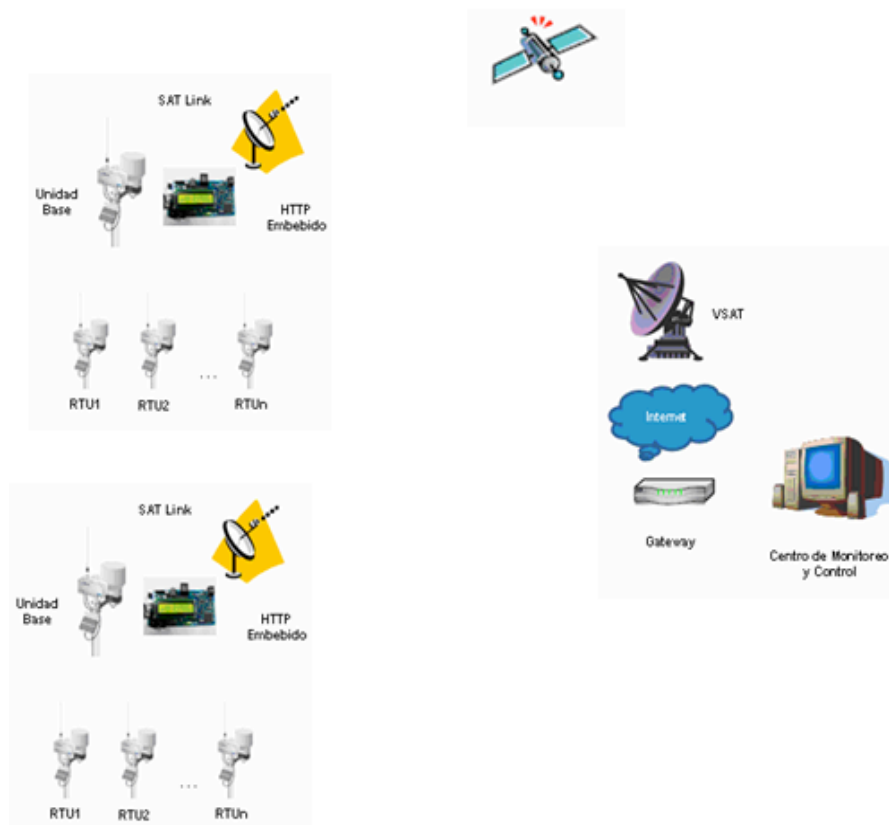 SAT Link
Unidad
Base
HTTP
Embebido
RTU1 RTU2 ... RTUn
SAT Link
Unidad
Base
HTTP
Embebido
RTU1 RTU2 ... RTUn
VSAT
Internet
Gateway
Centro de Monitoreo
y Control